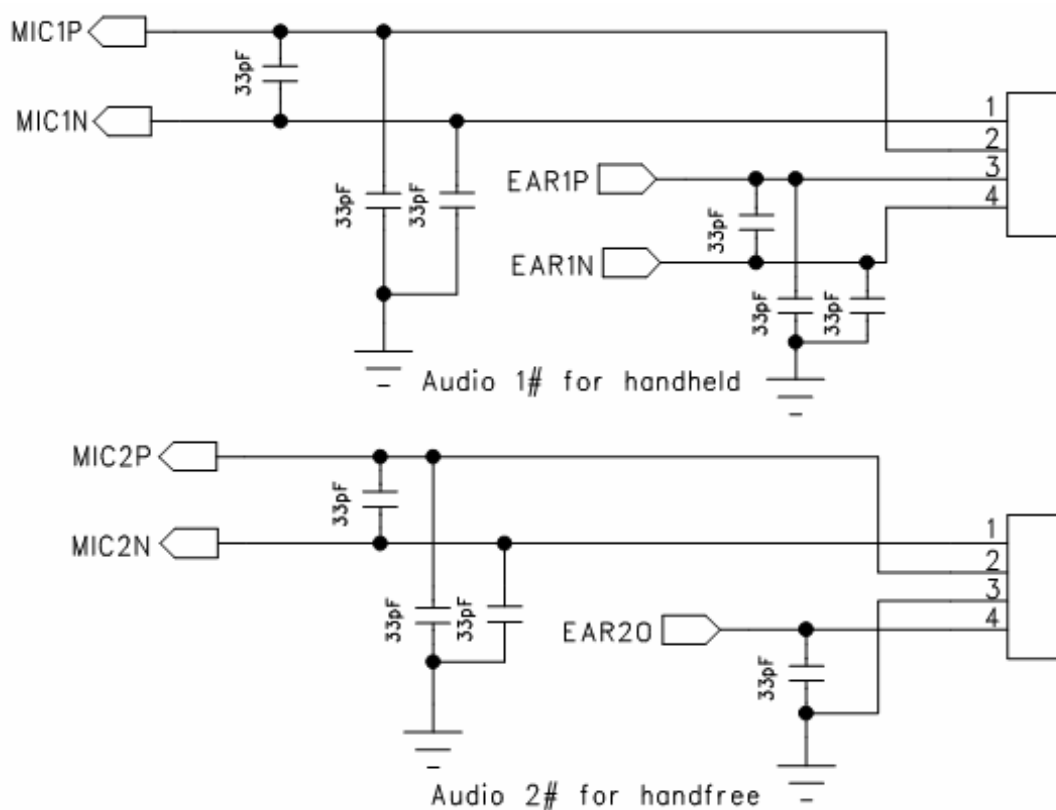 MIC1P
33pF
MIC1N
1
2
EAR1P
3
33pF
33pF
4
33pF
EAR1N
33pF
33pF
Audio 1# for handheld
MIC2P
33pF
MIC2N
1
2
3
33pF
33pF
EAR2O
4
33pF
Audio 2# for handfree